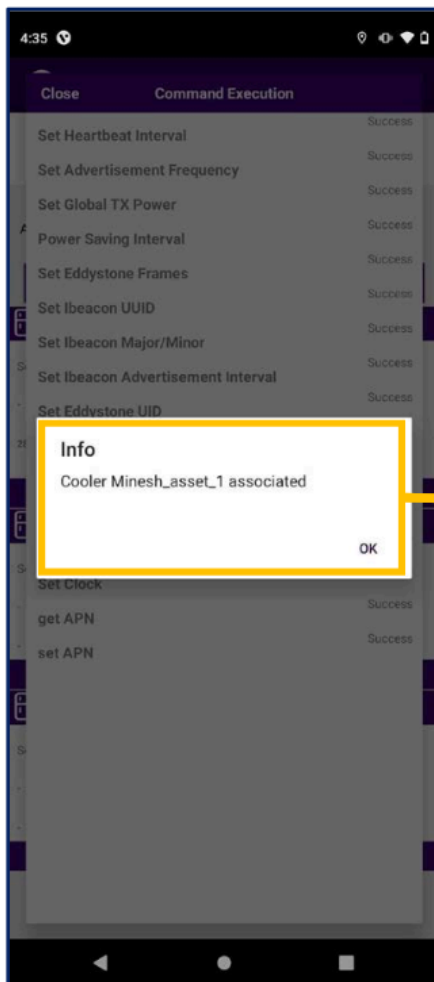 4:35
Close Command Execution
Success
Set Heartbeat Interval
Success
Set Advertisement Frequency
Success
Set Global TX Power
Success
Power Saving Interval
Success
Set Eddystone Frames
Success
Set Ibeacon UUID
Success
Set Ibeacon Major/Minor
Success
Set Ibeacon Advertisement Interval
Success
Set Eddystone UID
Info
Cooler Minesh_asset_1 associated
OK
Set Clock
Success
get APN
Success
set APN